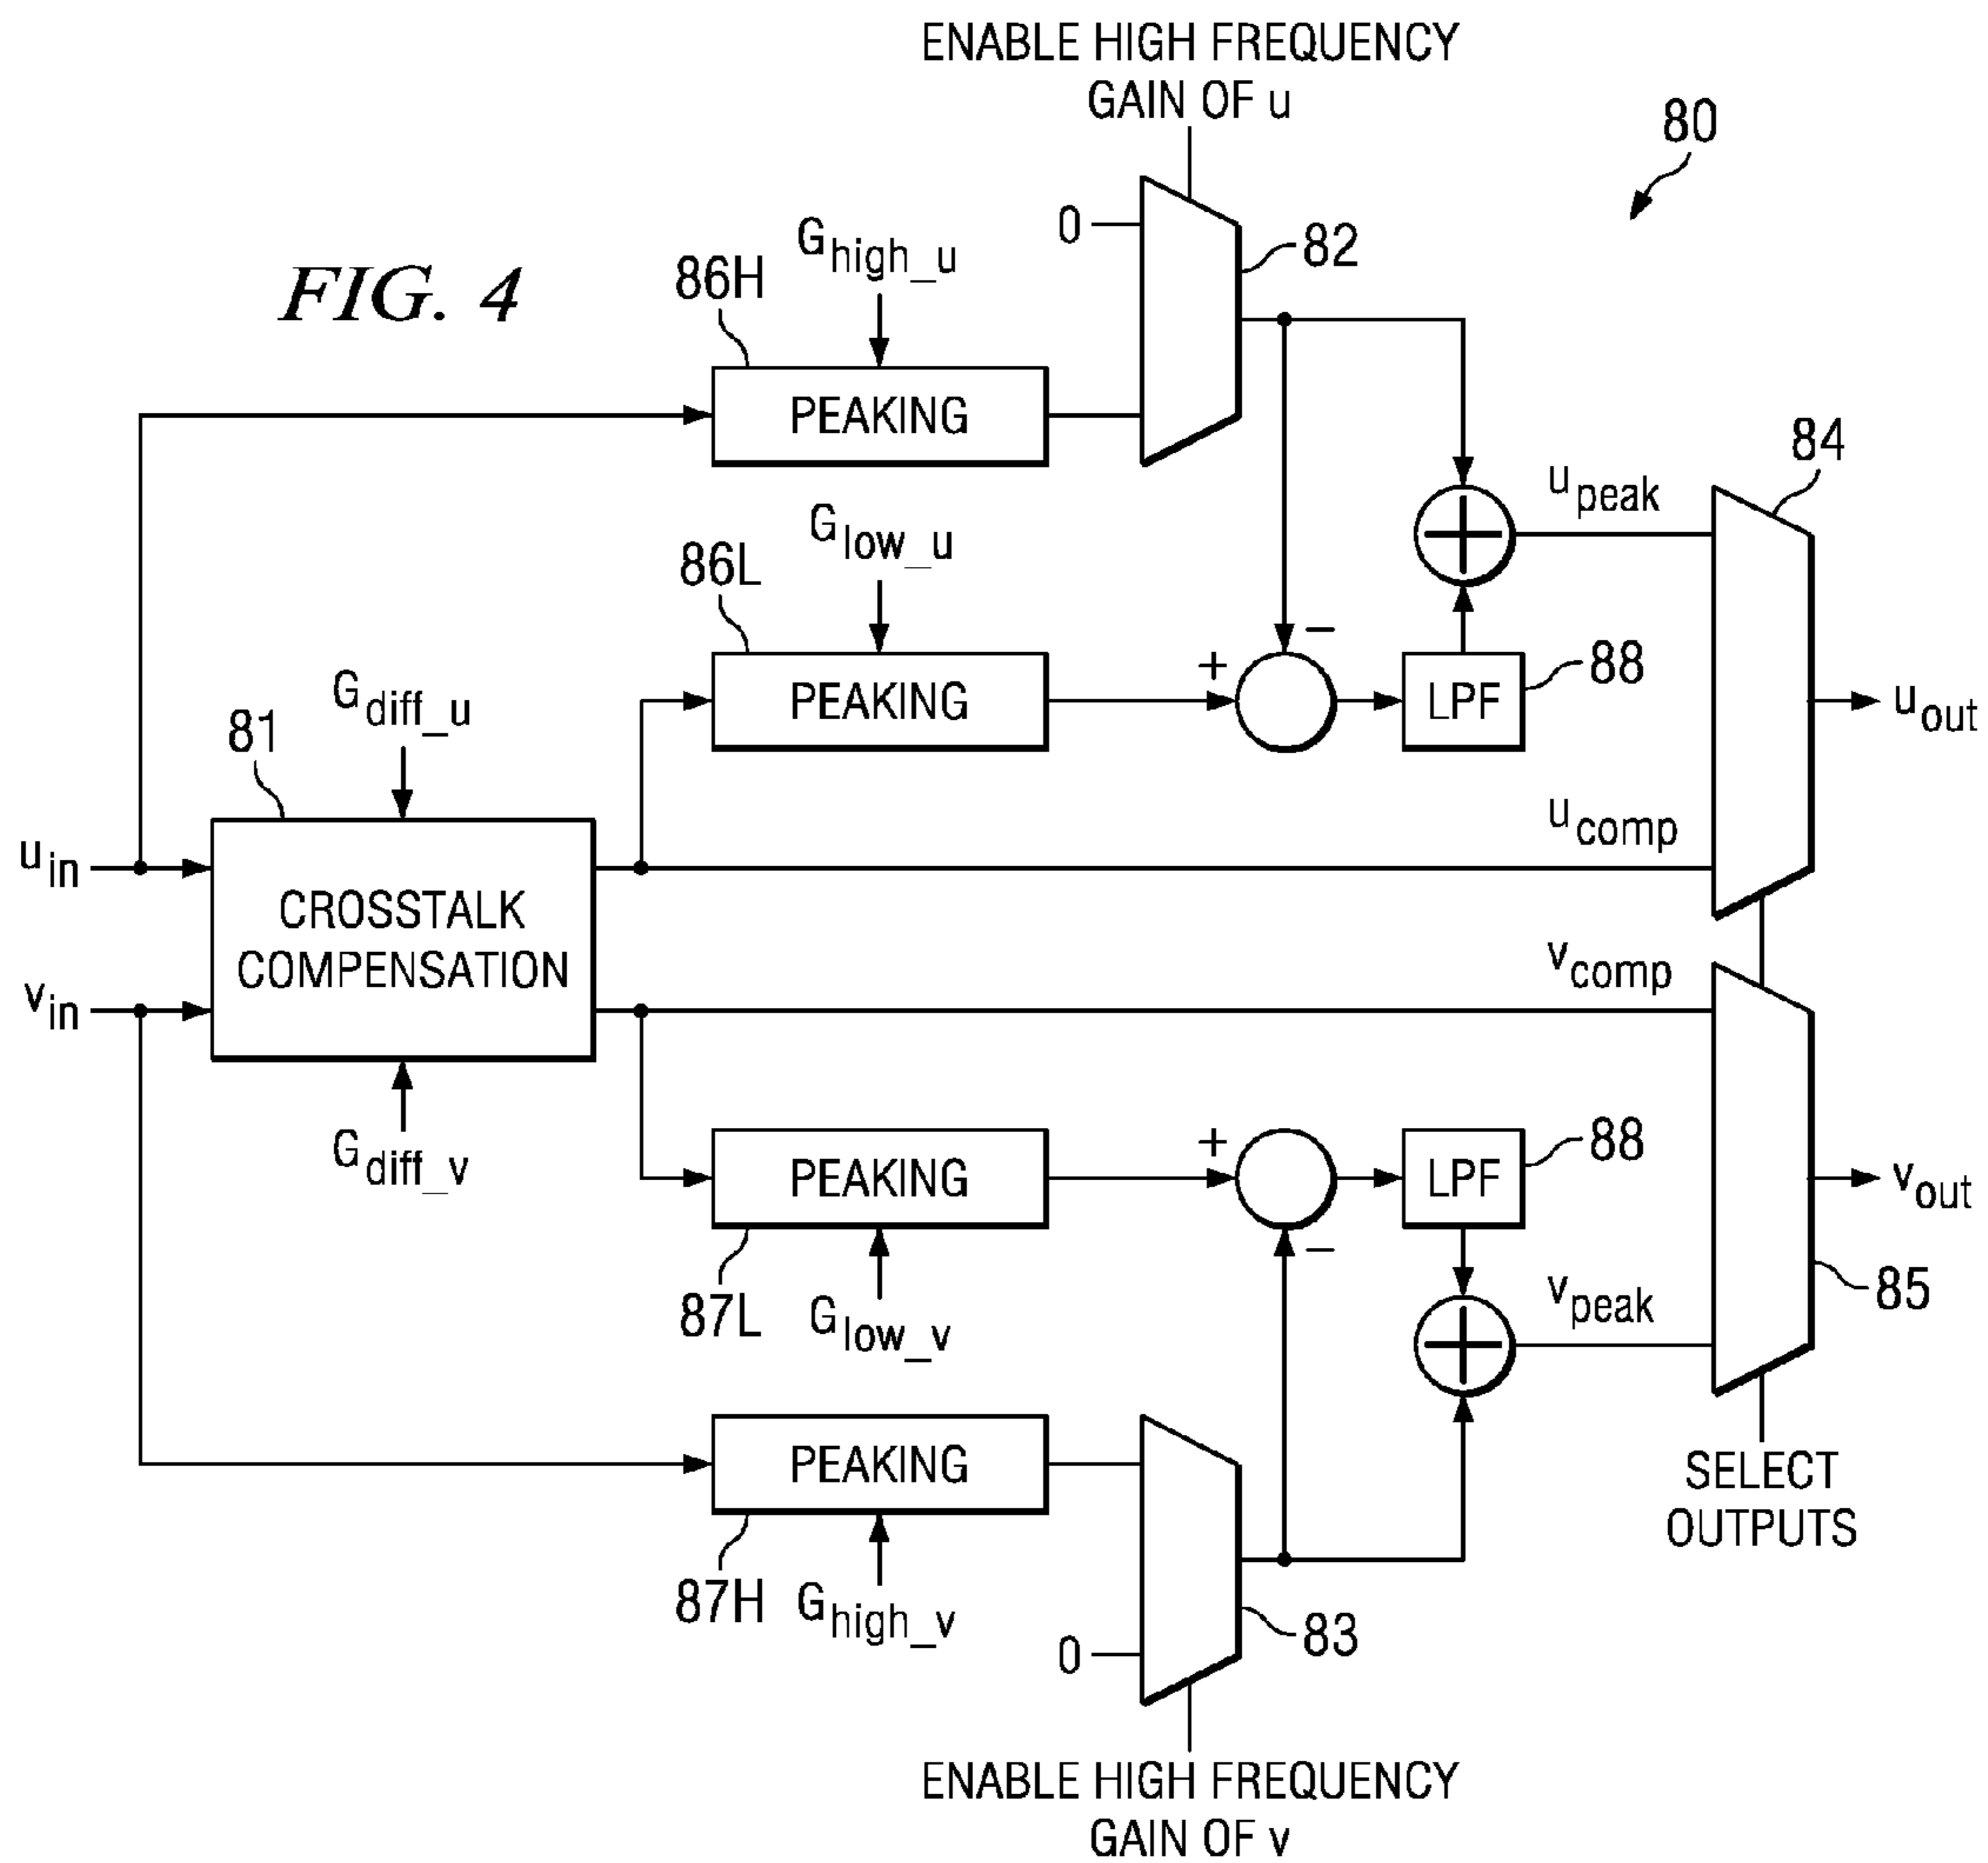 ENABLE HIGH FREQUENCY
GAIN OF u
80
FIG. 4
0
82
G high_u
86H
PEAKING
84
u peak
G low_u
86L
PEAKING
+
−
LPF
88
u out
G diff_u
81
u in
u comp
CROSSTALK
COMPENSATION
v in
v comp
G diff_v
PEAKING
+
−
LPF
88
v out
87L
G low_v
v peak
85
PEAKING
SELECT
OUTPUTS
87H
G high_v
0
83
ENABLE HIGH FREQUENCY
GAIN OF v